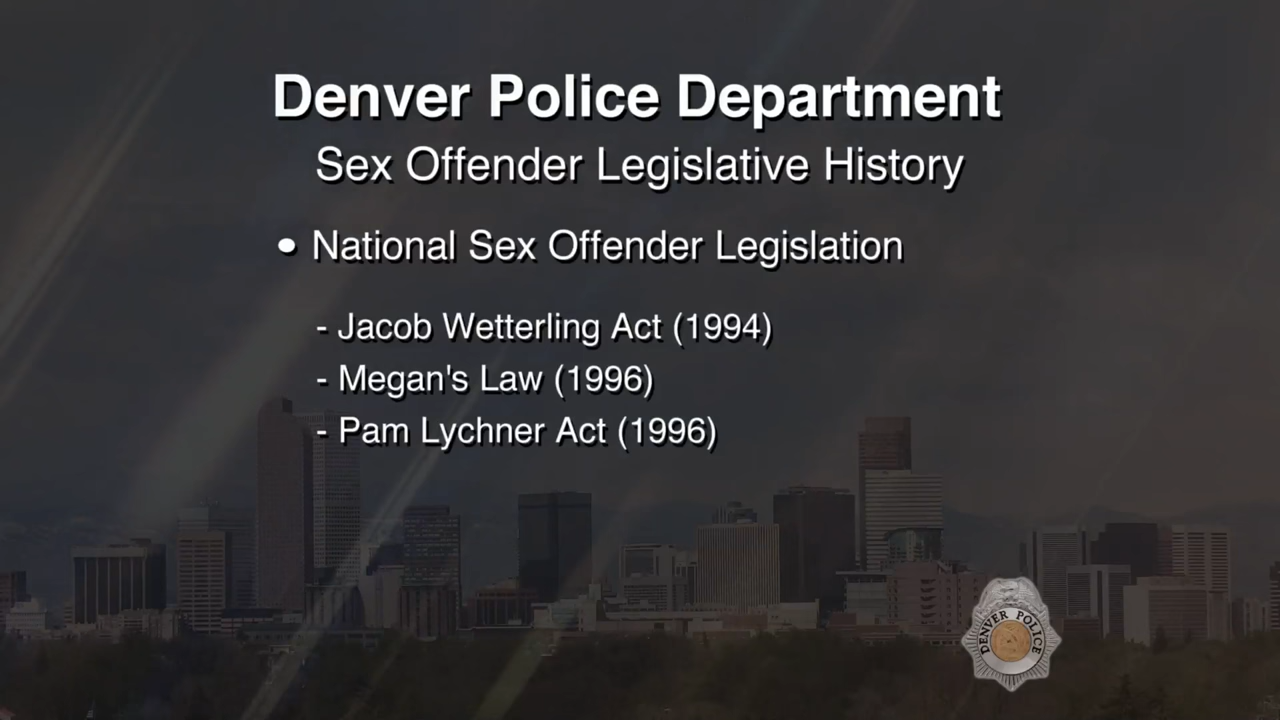 Denver Police Department
Sex Offender Legislative History
• National Sex Offender Legislation
- Jacob Wetterling Act (1994)
- Megan's Law (1996)
- Pam Lychner Act (1996)
DENVER POLICE